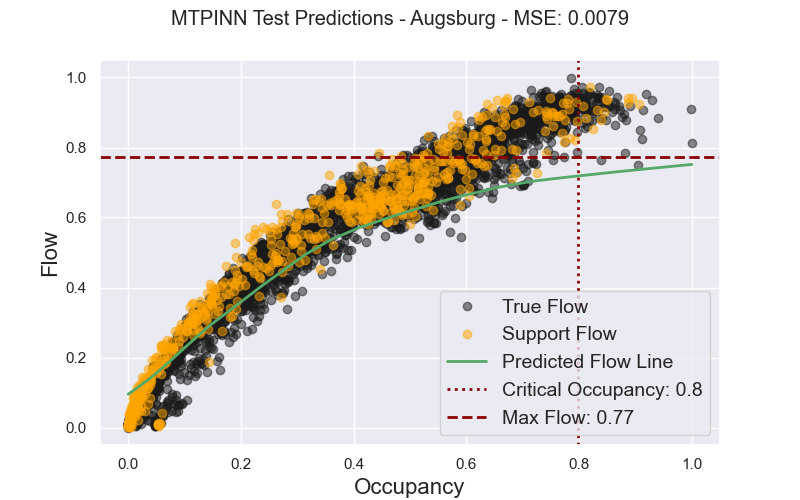 MTPINN Test Predictions - Augsburg - MSE: 0.0079
Flow
1.0
0.8
0.6
0.4
0.2
0.0
True Flow
Support Flow
Predicted Flow Line
Critical Occupancy: 0.8
Max Flow: 0.77
0.0 0.2 0.4 0.6 0.8 1.0
Occupancy